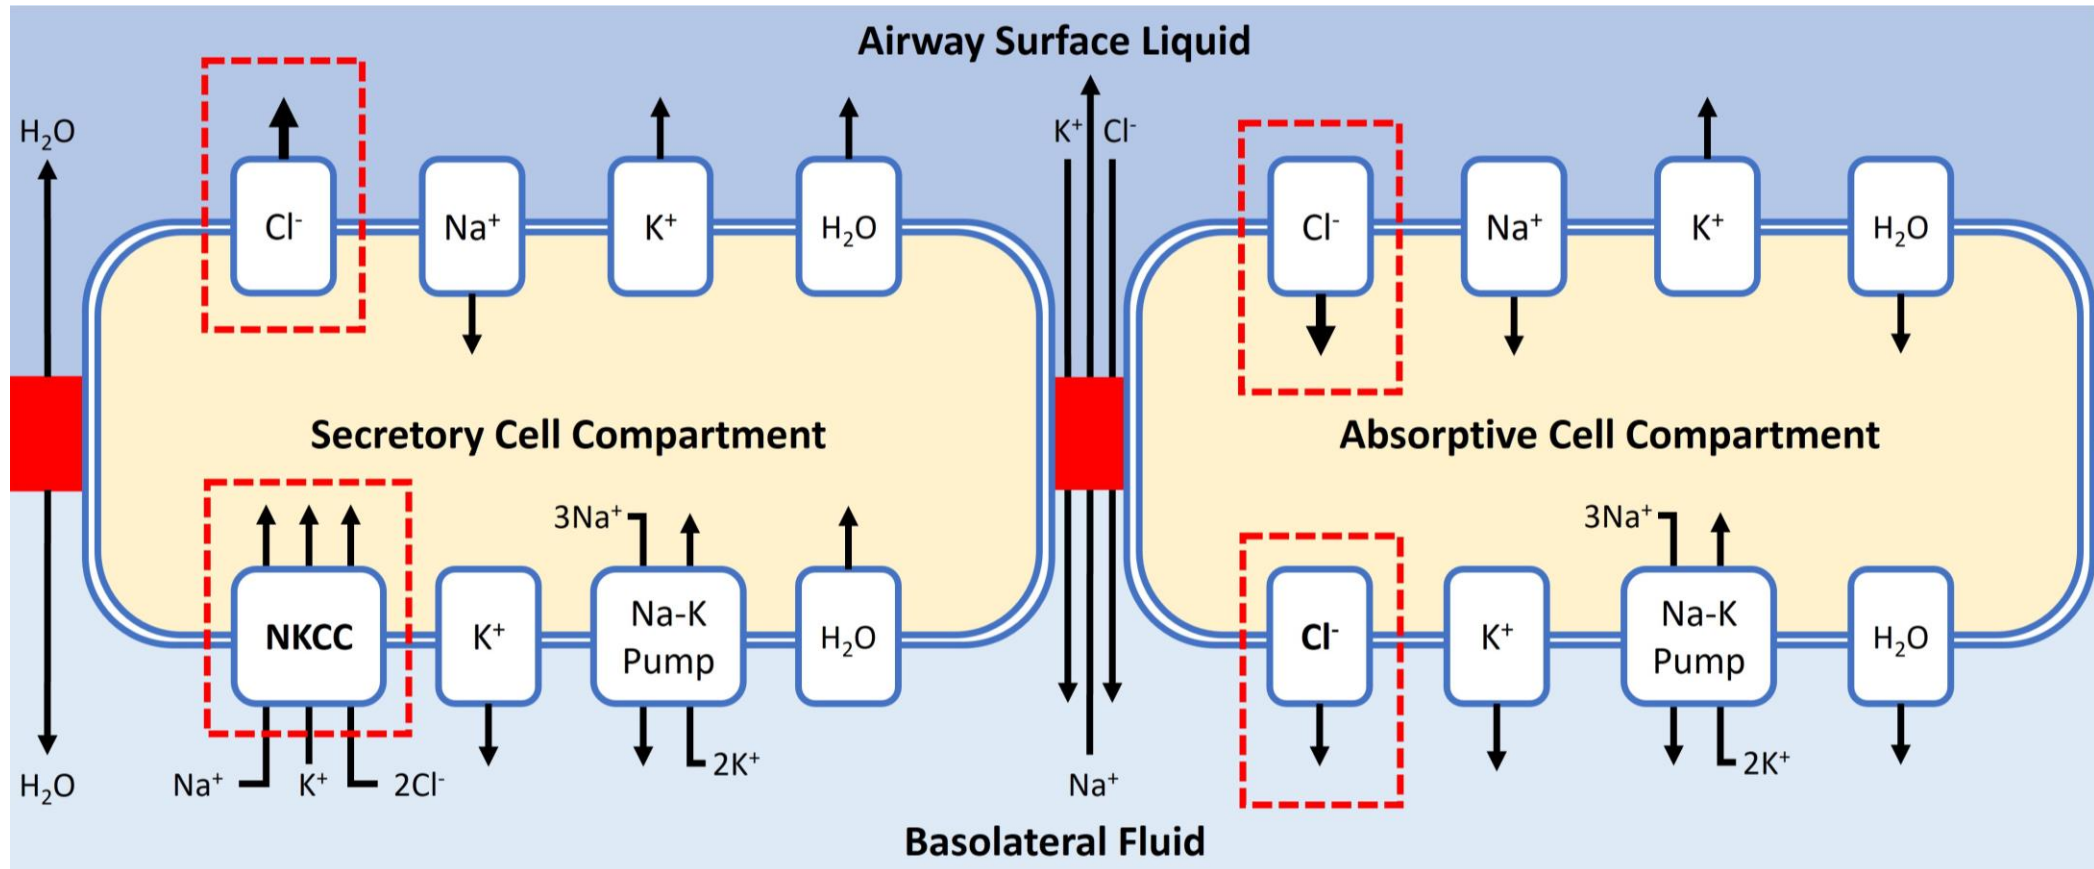 Airway Surface Liquid
H₂O
K⁺ Cl⁻
Cl⁻ Na⁺ K⁺ H₂O
Cl⁻ Na⁺ K⁺ H₂O
Secretory Cell Compartment
Absorptive Cell Compartment
3Na⁺
3Na⁺
NKCC K⁺ Na-K Pump H₂O
Cl⁻ K⁺ Na-K Pump H₂O
2K⁺
2K⁺
H₂O
Na⁺ K⁺ 2Cl⁻
Na⁺
Basolateral Fluid